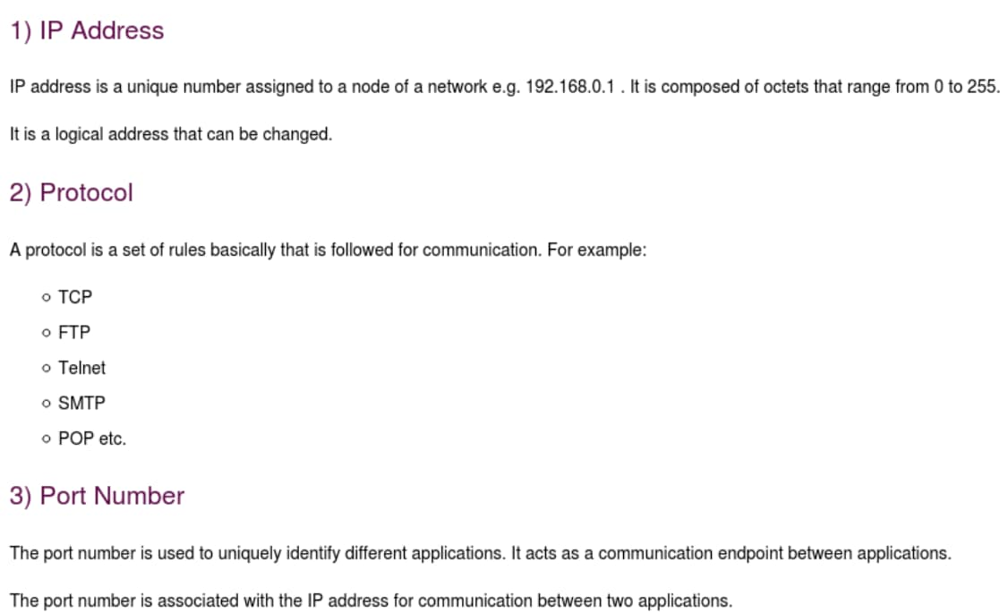 1) IP Address
IP address is a unique number assigned to a node of a network e.g. 192.168.0.1 . It is composed of octets that range from 0 to 255.
It is a logical address that can be changed.
2) Protocol
A protocol is a set of rules basically that is followed for communication. For example:
○ TCP
○ FTP
○ Telnet
○ SMTP
○ POP etc.
3) Port Number
The port number is used to uniquely identify different applications. It acts as a communication endpoint between applications.
The port number is associated with the IP address for communication between two applications.